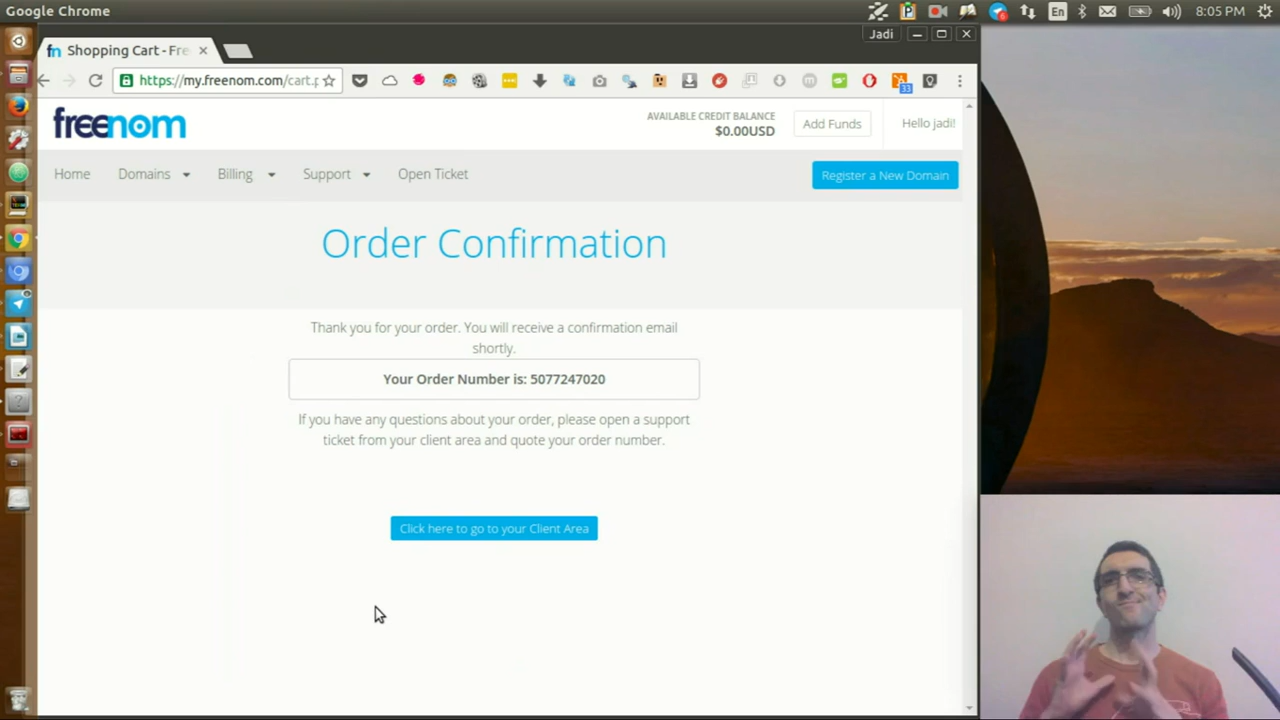 Google Chrome
En
8:05 PM
Jadi
fn Shopping Cart - Fre
https://my.freenom.com/cart.p
33
freenom
AVAILABLE CREDIT BALANCE
$0.00USD
Add Funds
Hello jadi!
Home
Domains
Billing
Support
Open Ticket
Register a New Domain
Order Confirmation
Thank you for your order. You will receive a confirmation email
shortly.
Your Order Number is: 5077247020
If you have any questions about your order, please open a support
ticket from your client area and quote your order number.
Click here to go to your Client Area